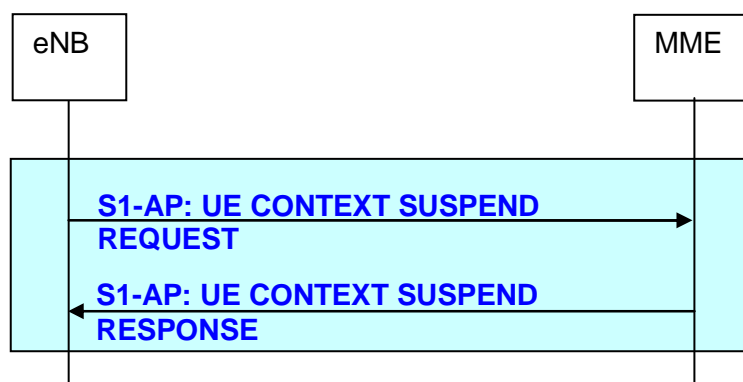 eNB
MME
S1-AP: UE CONTEXT SUSPEND
REQUEST
S1-AP: UE CONTEXT SUSPEND
RESPONSE